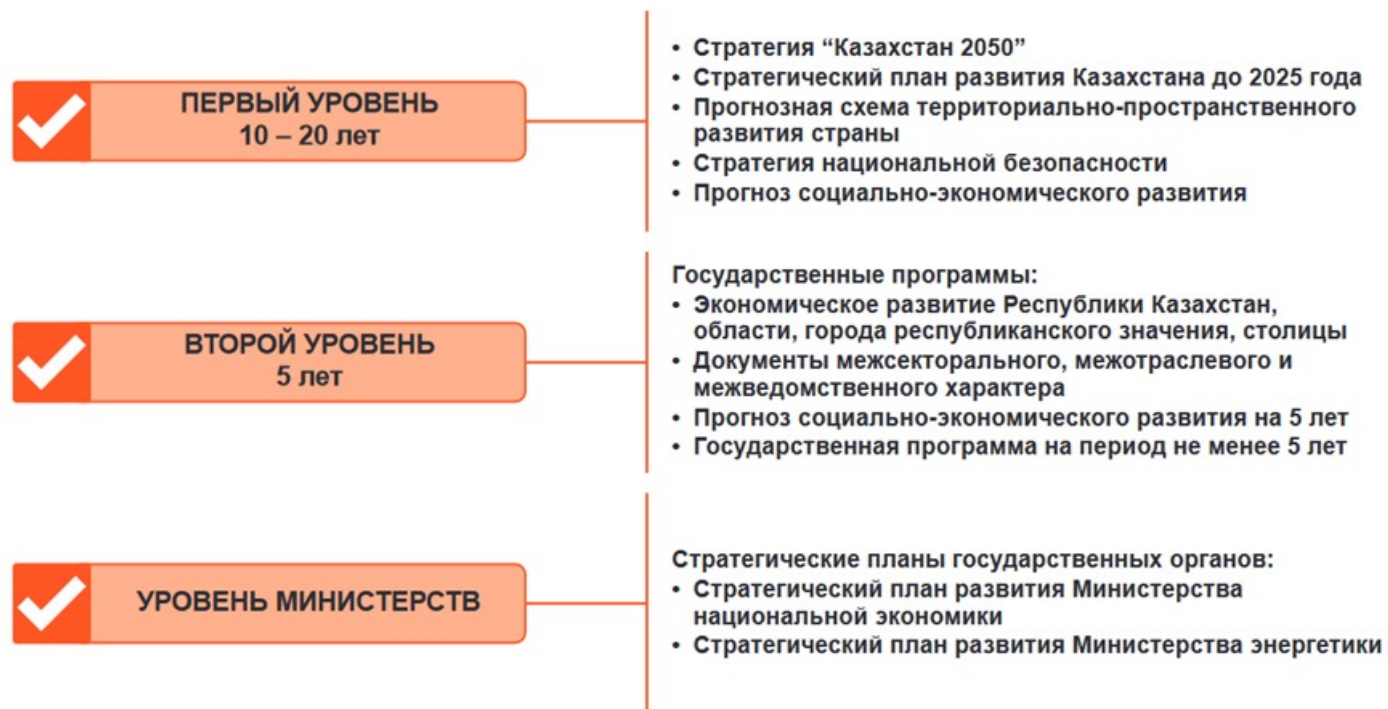 ПЕРВЫЙ УРОВЕНЬ
10 – 20 лет
• Стратегия “Казахстан 2050”
• Стратегический план развития Казахстана до 2025 года
• Прогнозная схема территориально-пространственного
развития страны
• Стратегия национальной безопасности
• Прогноз социально-экономического развития
ВТОРОЙ УРОВЕНЬ
5 лет
Государственные программы:
• Экономическое развитие Республики Казахстан,
области, города республиканского значения, столицы
• Документы межсекторального, межотраслевого и
межведомственного характера
• Прогноз социально-экономического развития на 5 лет
• Государственная программа на период не менее 5 лет
УРОВЕНЬ МИНИСТЕРСТВ
Стратегические планы государственных органов:
• Стратегический план развития Министерства
национальной экономики
• Стратегический план развития Министерства энергетики